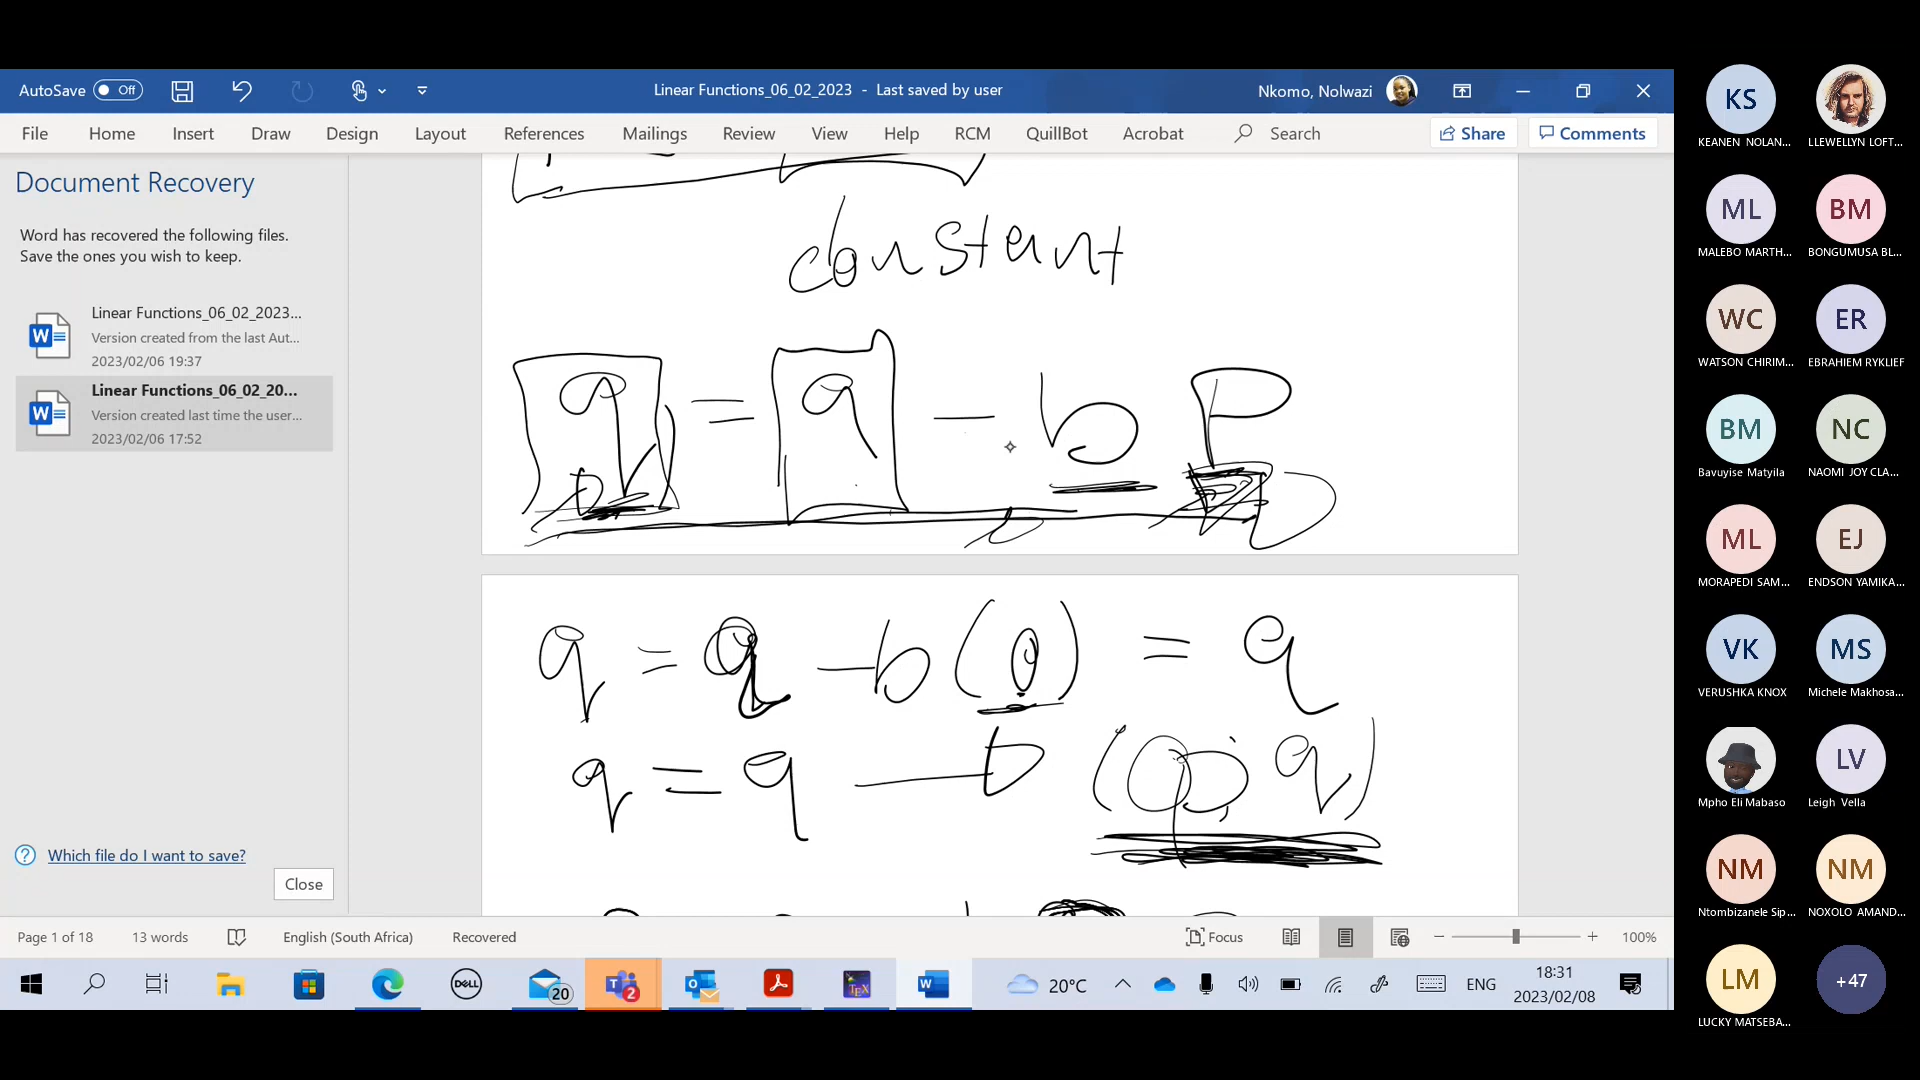 AutoSave Off Linear Functions_06_02_2023 - Last saved by user Nkomo, Nolwazi
File Home Insert Draw Design Layout References Mailings Review View Help RCM QuillBot Acrobat Search Share Comments
Document Recovery
Word has recovered the following files.
Save the ones you wish to keep.
Linear Functions_06_02_2023...
Version created from the last Aut...
2023/02/06 19:37
Linear Functions_06_02_20...
Version created last time the user...
2023/02/06 17:52
Which file do I want to save?
Close
constant
q = a - b P
q = a - b (0) = a
q = a
Page 1 of 18 13 words English (South Africa) Recovered Focus 100%
DELL 20 2 20°C ENG 18:31
2023/02/08
KS
KEANEN NOLAN...
LLEWELLYN LOFT...
ML BM
MALEBO MARTH... BONGUMUSA BL...
WC ER
WATSON CHIRIM... EBRAHIEM RYKLIEF
BM NC
Bavuyise Matyila NAOMI JOY CLA...
ML EJ
MORAPEDI SAM... ENDSON YAMIKA...
VK MS
VERUSHKA KNOX Michele Makhosa...
LV
Mpho Eli Mabaso Leigh Vella
NM NM
Ntombizanele Sip... NOXOLO AMAND...
LM +47
LUCKY MATSEBA...